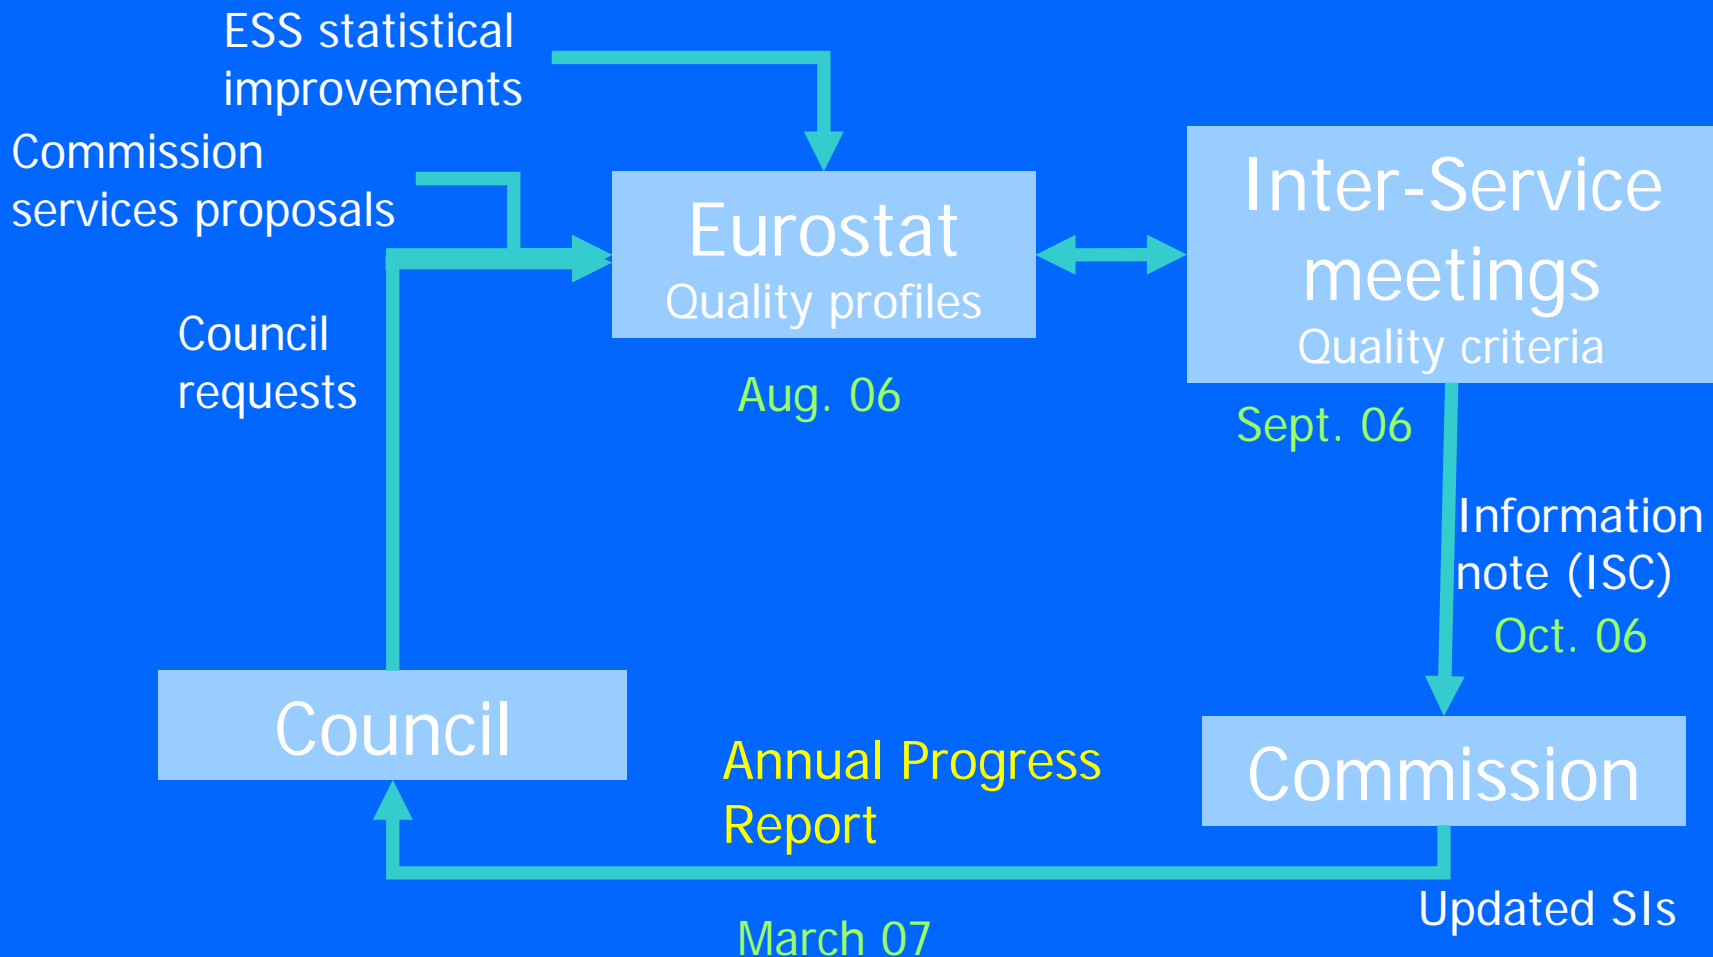 ESS statistical
improvements
Commission
services proposals
Eurostat
Quality profiles
Inter-Service
meetings
Quality criteria
Council
requests
Aug. 06
Sept. 06
Information
note (ISC)
Oct. 06
Council
Annual Progress
Report
Commission
Updated SIs
March 07